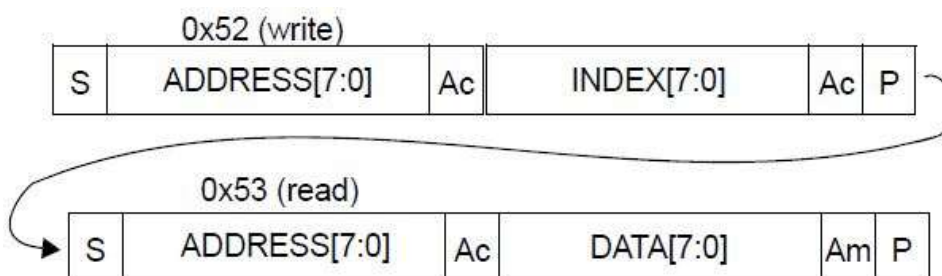 0x52 (write)
S ADDRESS[7:0] Ac INDEX[7:0] Ac P
0x53 (read)
S ADDRESS[7:0] Ac DATA[7:0] Am P